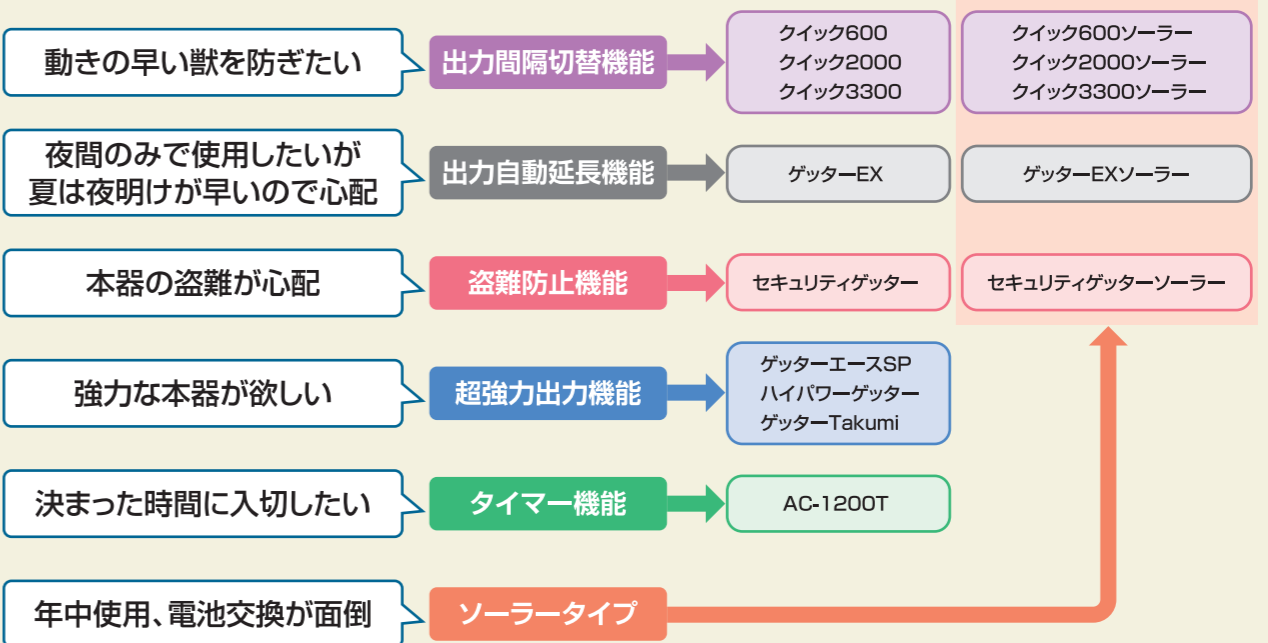 動きの早い獣を防ぎたい
出力間隔切替機能
クイック600
クイック2000
クイック3300
クイック600ソーラー
クイック2000ソーラー
クイック3300ソーラー
夜間のみで使用したいが
夏は夜明けが早いので心配
出力自動延長機能
ゲッターEX
ゲッターEXソーラー
本器の盗難が心配
盗難防止機能
セキュリティゲッター
セキュリティゲッターソーラー
強力な本器が欲しい
超強力出力機能
ゲッターエースSP
ハイパワーゲッター
ゲッターTakumi
決まった時間に入切したい
タイマー機能
AC-1200T
年中使用、電池交換が面倒
ソーラータイプ